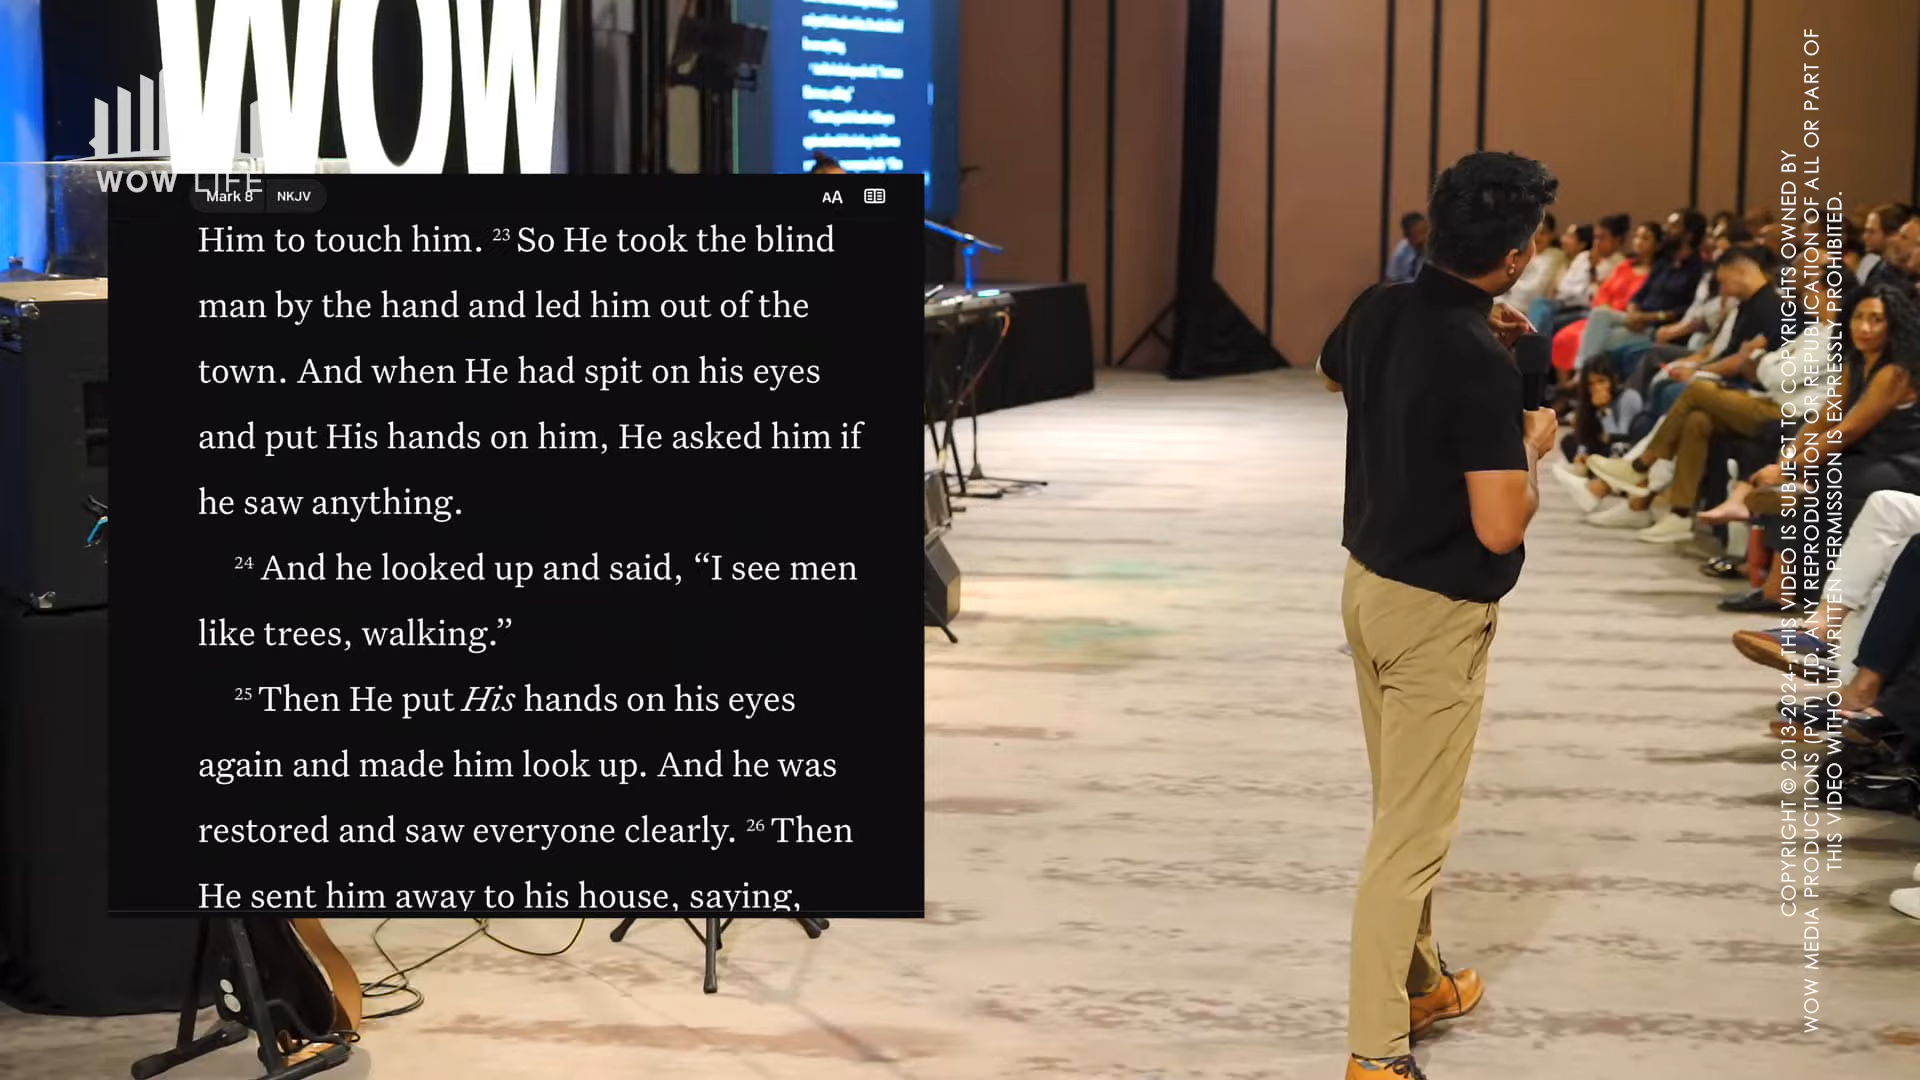 WOW
WOW LIFE
Mark 8 NKJV
AA
Him to touch him. 23 So He took the blind
man by the hand and led him out of the
town. And when He had spit on his eyes
and put His hands on him, He asked him if
he saw anything.
24 And he looked up and said, “I see men
like trees, walking.”
25 Then He put His hands on his eyes
again and made him look up. And he was
restored and saw everyone clearly. 26 Then
He sent him away to his house, saying,
COPYRIGHT © 2013-2024 - THIS VIDEO IS SUBJECT TO COPYRIGHTS OWNED BY
WOW MEDIA PRODUCTIONS (PVT) LTD. ANY REPRODUCTION OR REPUBLICATION OF ALL OR PART OF
THIS VIDEO WITHOUT WRITTEN PERMISSION IS EXPRESSLY PROHIBITED.